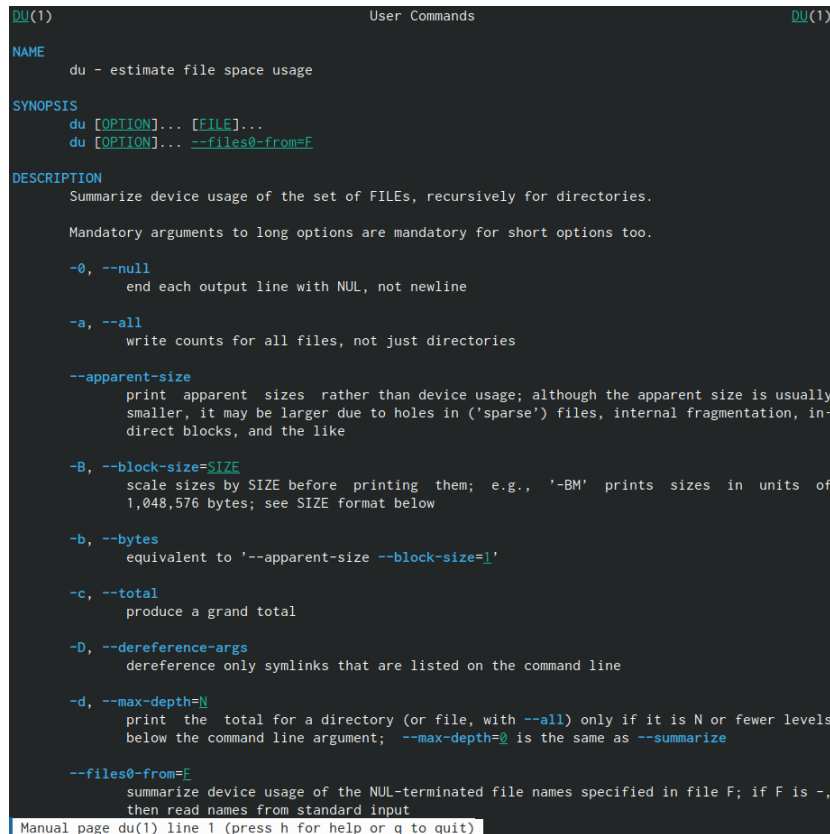 DU(1) User Commands DU(1)
NAME
du - estimate file space usage
SYNOPSIS
du [OPTION]... [FILE]...
du [OPTION]... --files0-from=F
DESCRIPTION
Summarize device usage of the set of FILEs, recursively for directories.
Mandatory arguments to long options are mandatory for short options too.
-0, --null
end each output line with NUL, not newline
-a, --all
write counts for all files, not just directories
--apparent-size
print apparent sizes rather than device usage; although the apparent size is usually
smaller, it may be larger due to holes in ('sparse') files, internal fragmentation, in-
direct blocks, and the like
-B, --block-size=SIZE
scale sizes by SIZE before printing them; e.g., '-BM' prints sizes in units of
1,048,576 bytes; see SIZE format below
-b, --bytes
equivalent to '--apparent-size --block-size=1'
-c, --total
produce a grand total
-D, --dereference-args
dereference only symlinks that are listed on the command line
-d, --max-depth=N
print the total for a directory (or file, with --all) only if it is N or fewer levels
below the command line argument; --max-depth=0 is the same as --summarize
--files0-from=F
summarize device usage of the NUL-terminated file names specified in file F; if F is -,
then read names from standard input
Manual page du(1) line 1 (press h for help or q to quit)